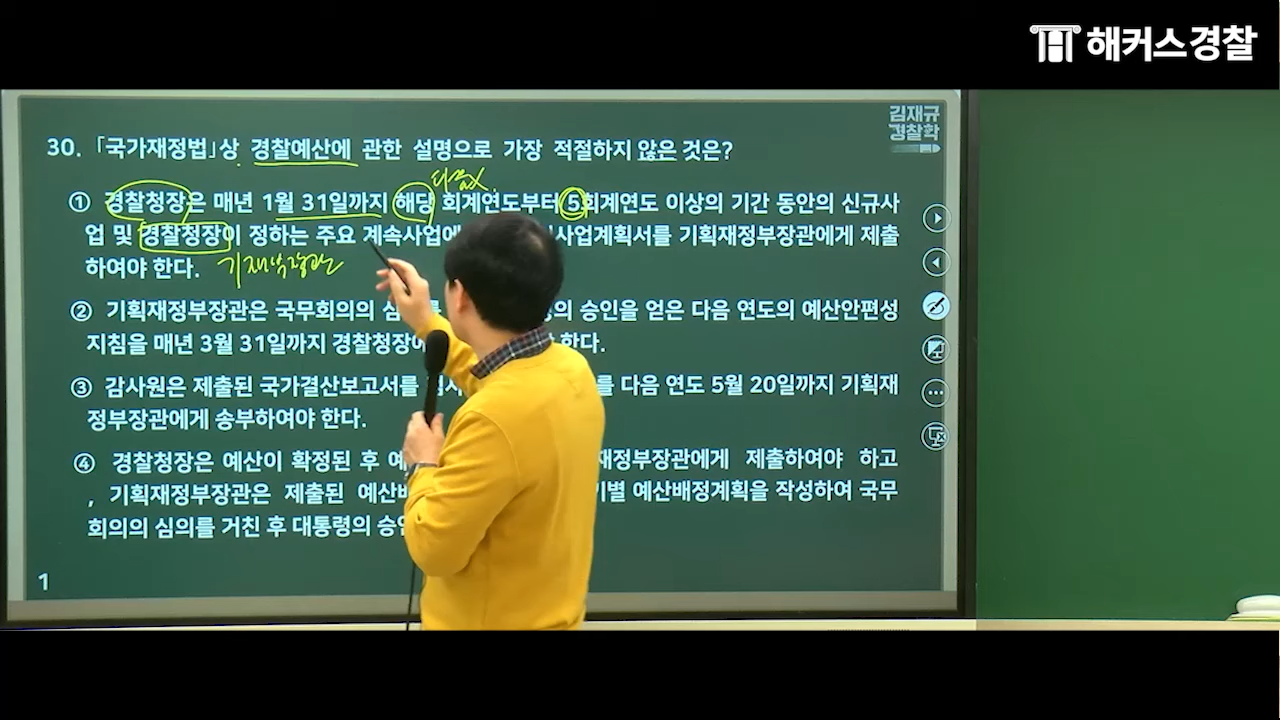 해커스경찰
김재규
경찰학
30. 「국가재정법」상 경찰예산에 관한 설명으로 가장 적절하지 않은 것은?
다음X
① 경찰청장은 매년 1월 31일까지 해당 회계연도부터 5회계연도 이상의 기간 동안의 신규사
업 및 경찰청장이 정하는 주요 계속사업에 사업계획서를 기획재정부장관에게 제출
하여야 한다. 기재부장관
② 기획재정부장관은 국무회의의 심 의 승인을 얻은 다음 연도의 예산안편성
지침을 매년 3월 31일까지 경찰청장에 한다.
③ 감사원은 제출된 국가결산보고서를 를 다음 연도 5월 20일까지 기획재
정부장관에게 송부하여야 한다.
④ 경찰청장은 예산이 확정된 후 예 재정부장관에게 제출하여야 하고
, 기획재정부장관은 제출된 예산배 기별 예산배정계획을 작성하여 국무
회의의 심의를 거친 후 대통령의 승인
1